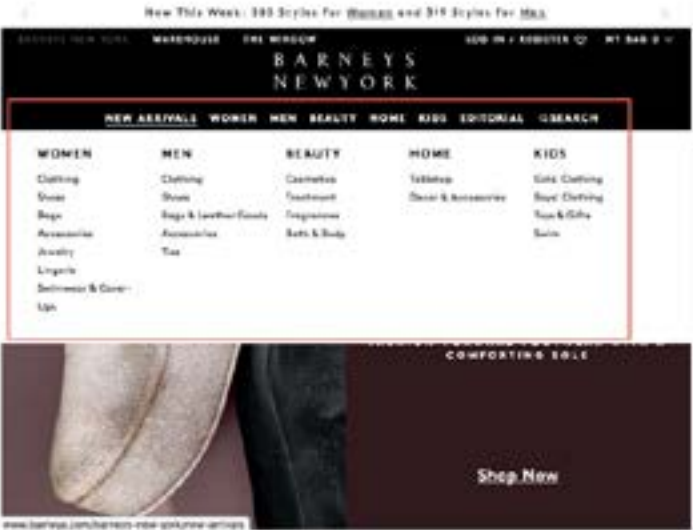 New This Week: 380 Styles For Women and 319 Styles For Men
BARNEYS NEW YORK WAREHOUSE THE WINDOW LOG IN / REGISTER MY BAG 0
BARNEYS
NEWYORK
NEW ARRIVALS WOMEN MEN BEAUTY HOME KIDS EDITORIAL SEARCH
WOMEN MEN BEAUTY HOME KIDS
Clothing Clothing Cosmetics Tabletop Girls' Clothing
Shoes Shoes Treatment Decor & Accessories Boys' Clothing
Bags Bags & Leather Goods Fragrances Toys & Gifts
Accessories Accessories Bath & Body Swim
Jewelry Ties
Lingerie
Swimwear & Cover-
Ups
COMFORTING SOLE
Shop Now